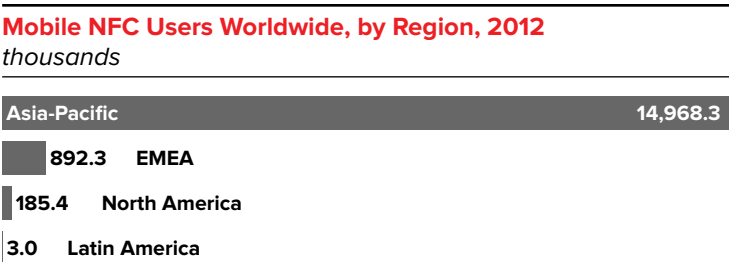 Mobile NFC Users Worldwide, by Region, 2012
thousands
Asia-Pacific 14,968.3
892.3 EMEA
185.4 North America
3.0 Latin America